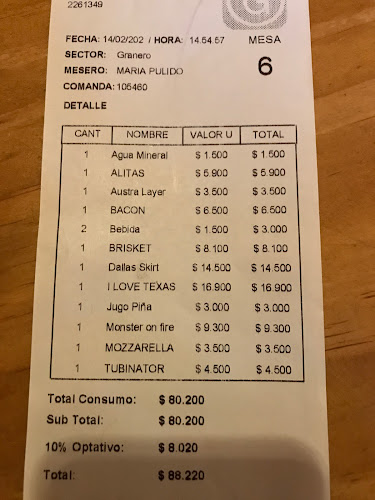 2261349
G
FECHA: 14/02/202 / HORA: 14.54.57 MESA
SECTOR: Granero 6
MESERO: MARIA PULIDO
COMANDA: 105460
DETALLE
CANT NOMBRE VALOR U TOTAL
1 Agua Mineral $ 1.500 $ 1.500
1 ALITAS $ 5.900 $ 5.900
1 Austra Layer $ 3.500 $ 3.500
1 BACON $ 6.500 $ 6.500
2 Bebida $ 1.500 $ 3.000
1 BRISKET $ 8.100 $ 8.100
1 Dallas Skirt $ 14.500 $ 14.500
1 I LOVE TEXAS $ 16.900 $ 16.900
1 Jugo Piña $ 3.000 $ 3.000
1 Monster on fire $ 9.300 $ 9.300
1 MOZZARELLA $ 3.500 $ 3.500
1 TUBINATOR $ 4.500 $ 4.500
Total Consumo: $ 80.200
Sub Total: $ 80.200
10% Optativo: $ 8.020
Total: $ 88.220